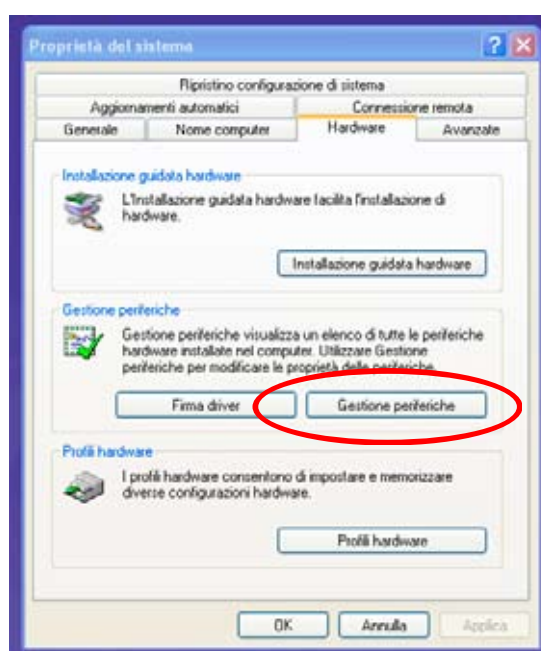 Proprietà del sistema
Ripristino configurazione di sistema
Aggiornamenti automatici
Connessione remota
Generale
Nome computer
Hardware
Avanzate
Installazione guidata hardware
L'Installazione guidata hardware facilita l'installazione di
hardware.
Installazione guidata hardware
Gestione periferiche
Gestione periferiche visualizza un elenco di tutte le periferiche
hardware installate nel computer. Utilizzare Gestione
periferiche per modificare le proprietà delle periferiche.
Firma driver
Gestione periferiche
Profili hardware
I profili hardware consentono di impostare e memorizzare
diverse configurazioni hardware.
Profili hardware
OK
Annulla
Applica